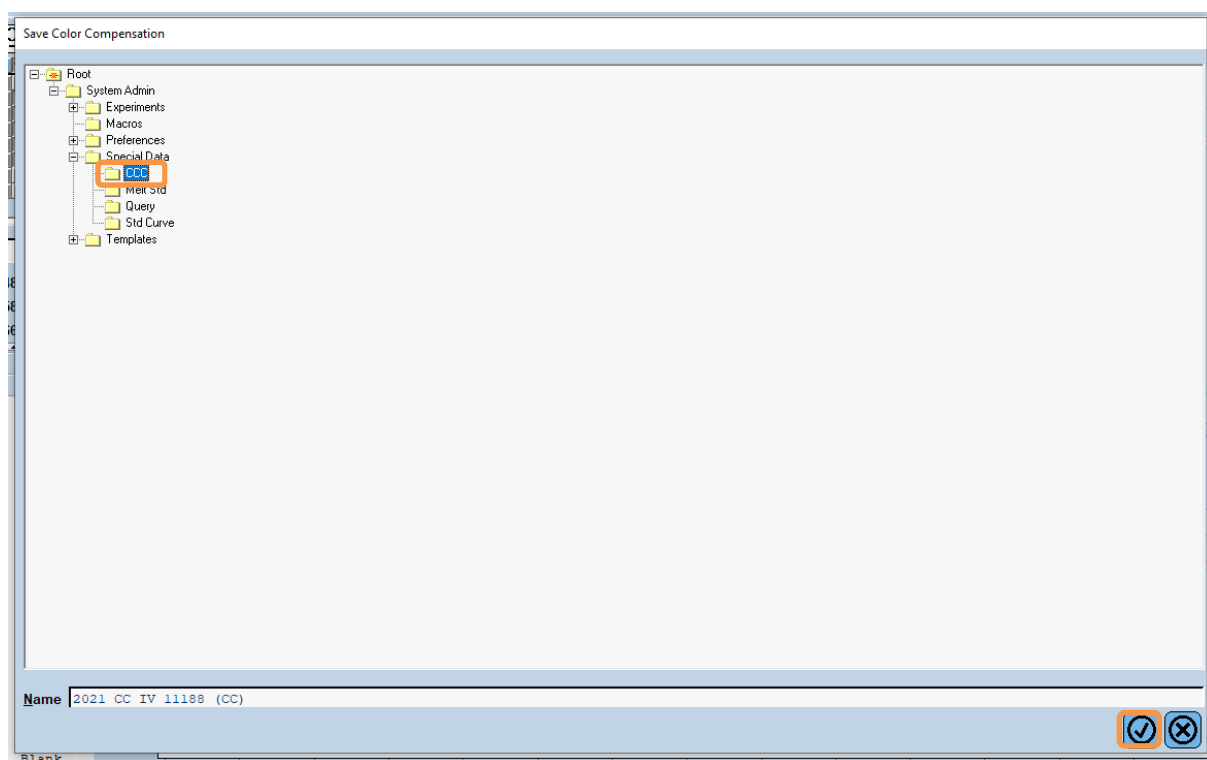 Save Color Compensation
Root
System Admin
Experiments
Macros
Preferences
Special Data
CCC
Melt Std
Query
Std Curve
Templates
Name 2021 CC IV 11188 (CC)
Blank